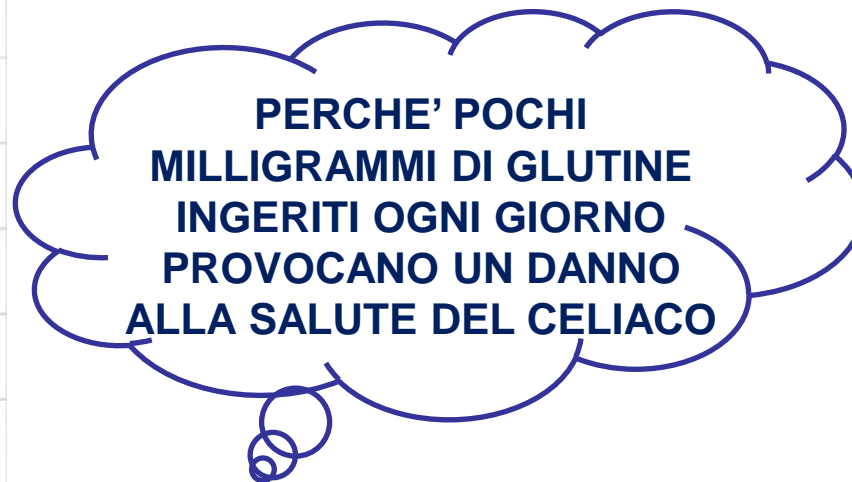 PERCHE’ POCHI
MILLIGRAMMI DI GLUTINE
INGERITI OGNI GIORNO
PROVOCANO UN DANNO
ALLA SALUTE DEL CELIACO